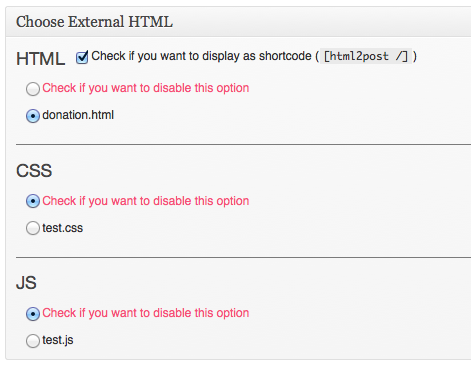 Choose External HTML
HTML Check if you want to display as shortcode ( [html2post /] )
Check if you want to disable this option
donation.html
CSS
Check if you want to disable this option
test.css
JS
Check if you want to disable this option
test.js